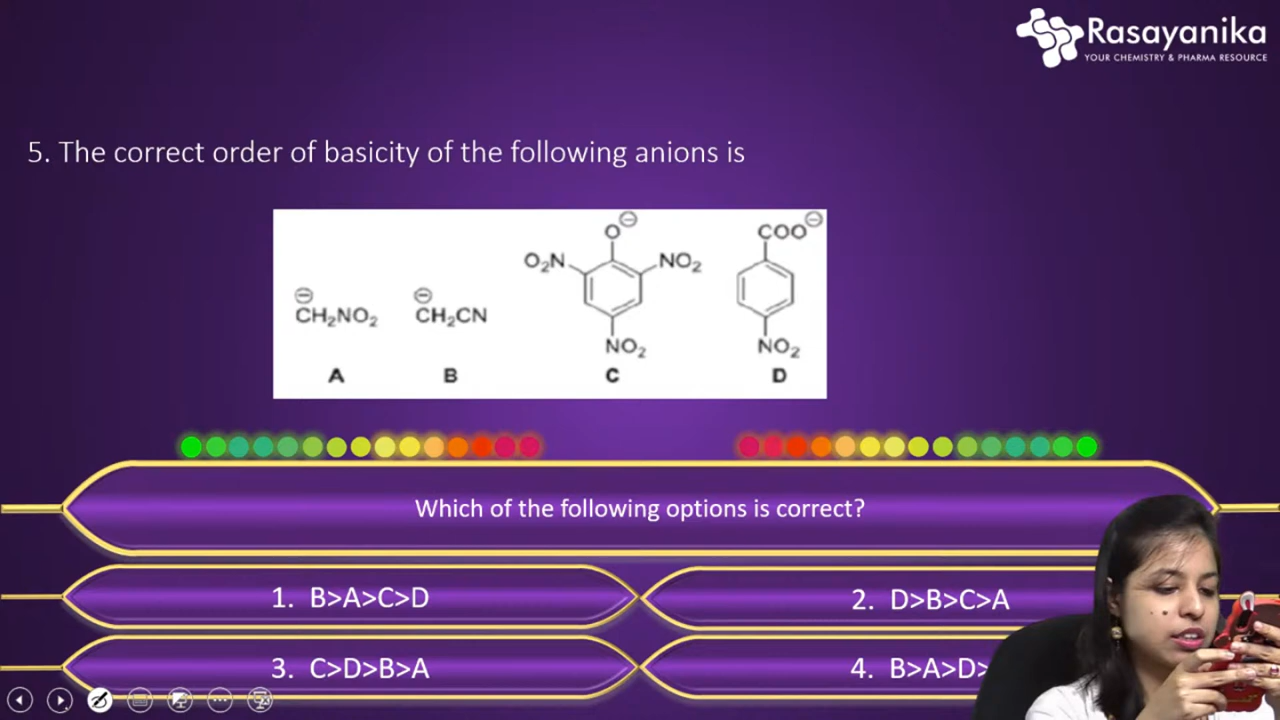 Rasayanika
YOUR CHEMISTRY & PHARMA RESOURCE
5. The correct order of basicity of the following anions is
⊖
CH₂NO₂
A
⊖
CH₂CN
B
O⊖
O₂N
NO₂
NO₂
C
COO⊖
NO₂
D
Which of the following options is correct?
1. B>A>C>D
2. D>B>C>A
3. C>D>B>A
4. B>A>D>